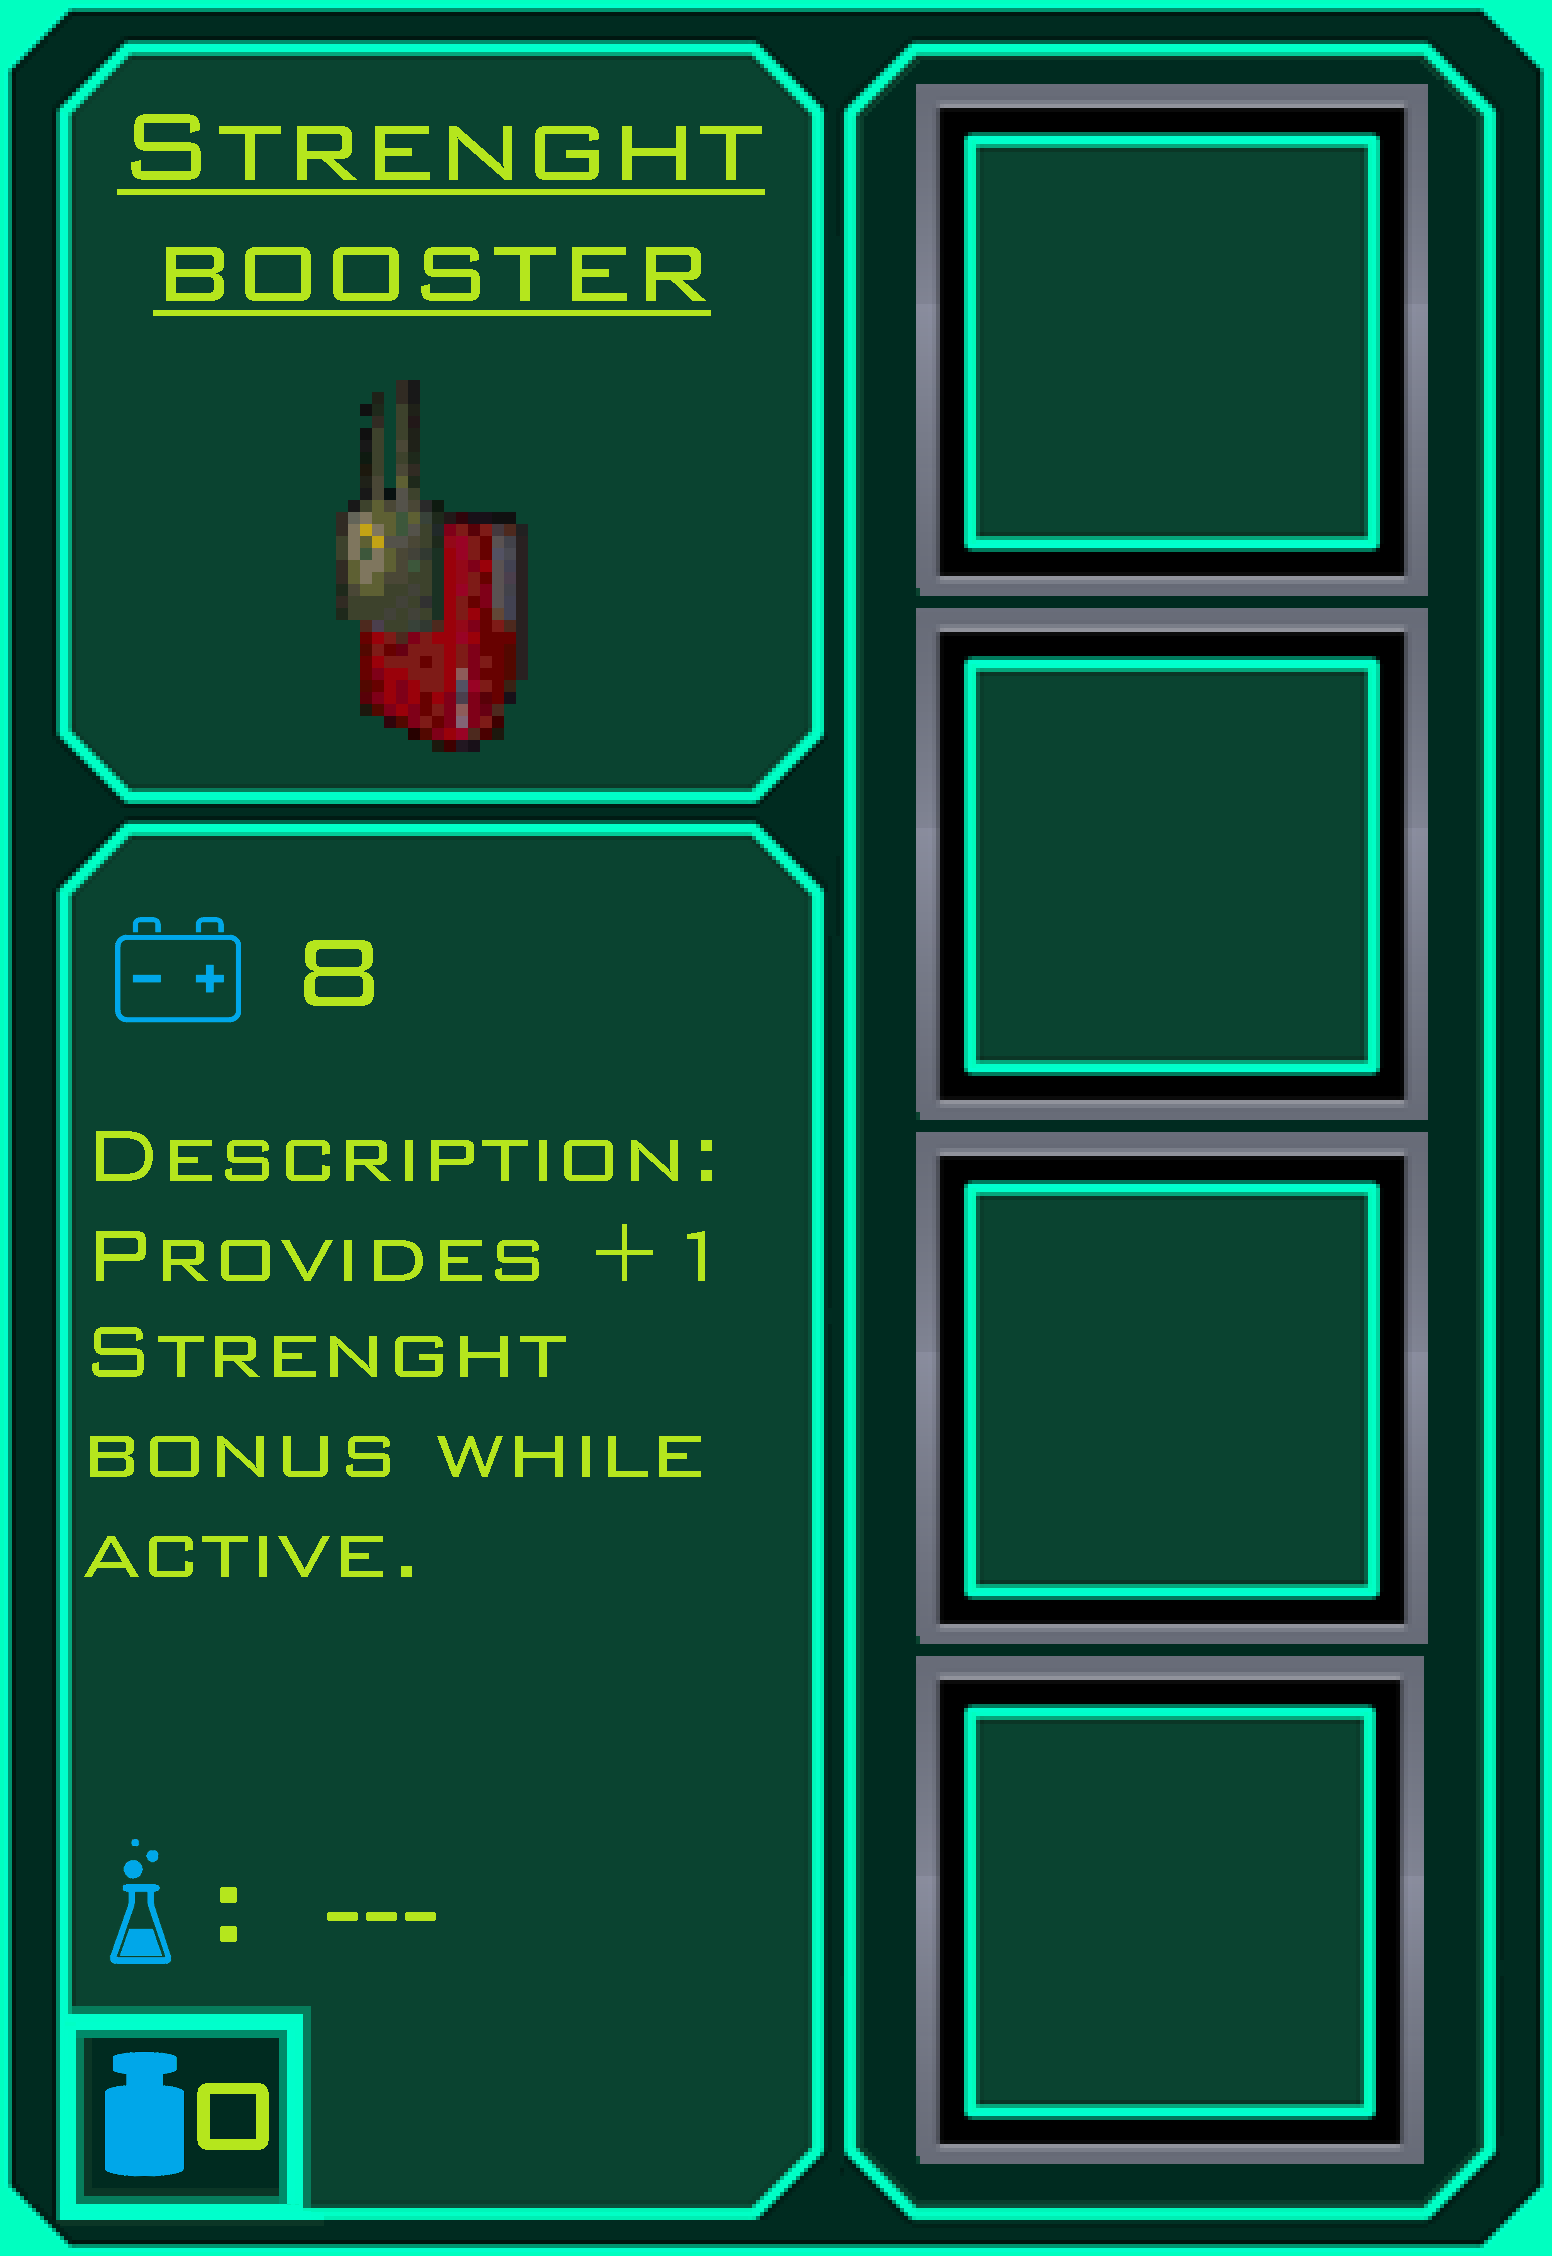 Strenght
booster
- +
8
Description:
Provides +1
Strenght
bonus while
active.
: ---
0